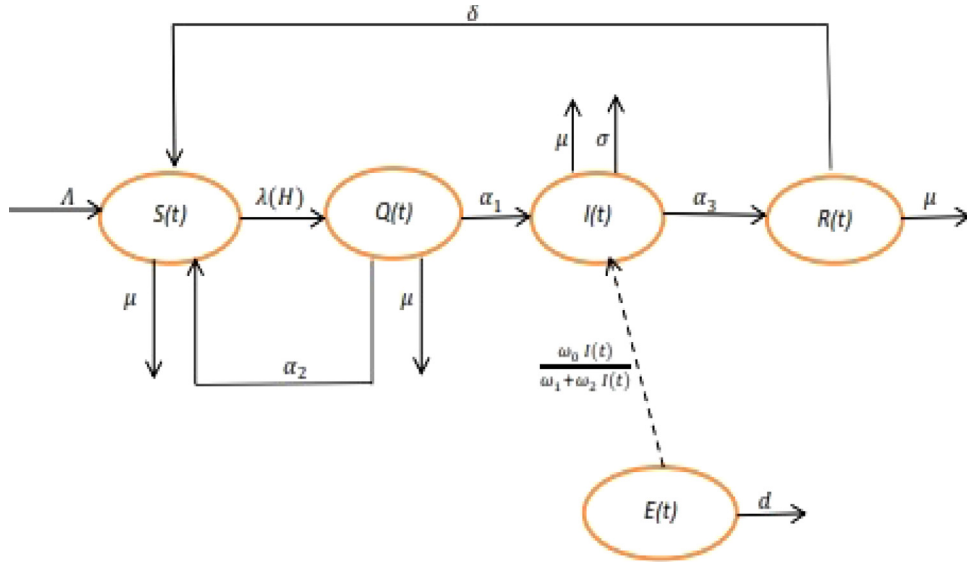 δ
μ σ
Λ S(t) λ(H) Q(t) α₁ I(t) α₃ R(t) μ
μ α₂ μ
ω₀ I(t)
ω₁+ω₂ I(t)
E(t) d